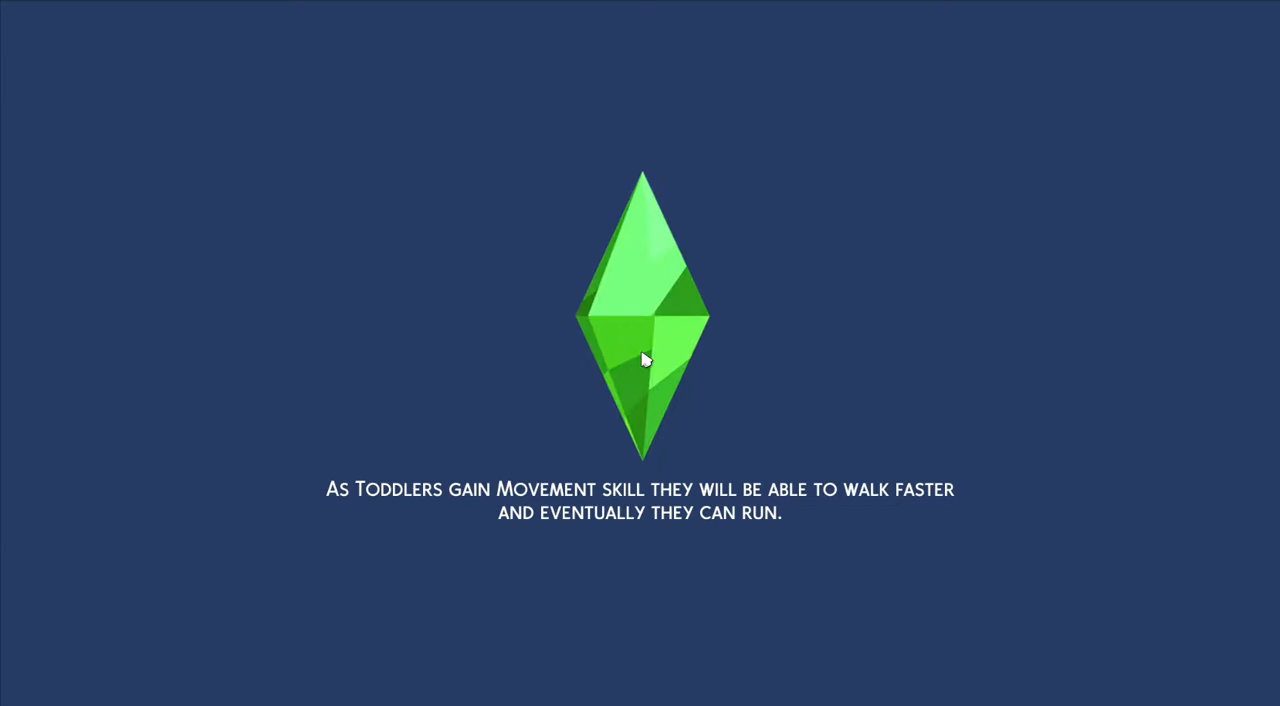 As Toddlers gain Movement skill they will be able to walk faster
and eventually they can run.